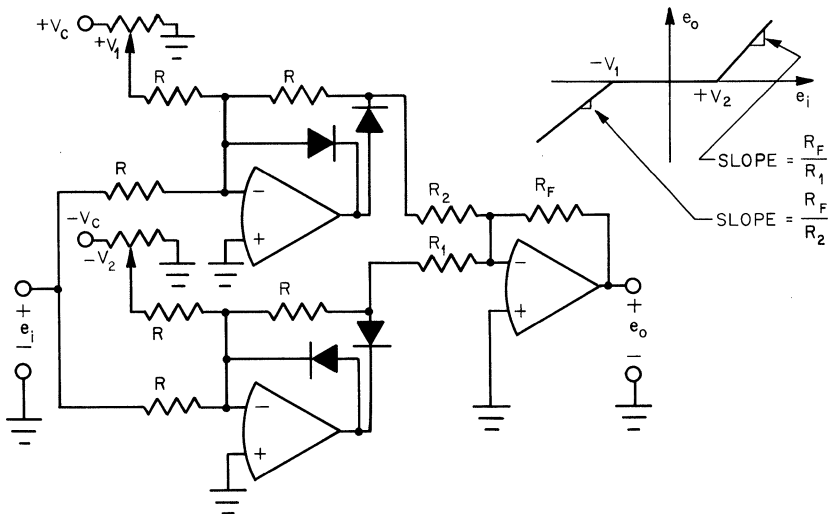 +V_C
+V_1
R
R
R
−
+
−V_C
−V_2
R
R
R
−
+
+
e_i
−
R_2
R_1
R_F
−
+
+
e_o
−
e_o
−V_1
+V_2
e_i
SLOPE = R_F/R_1
SLOPE = R_F/R_2